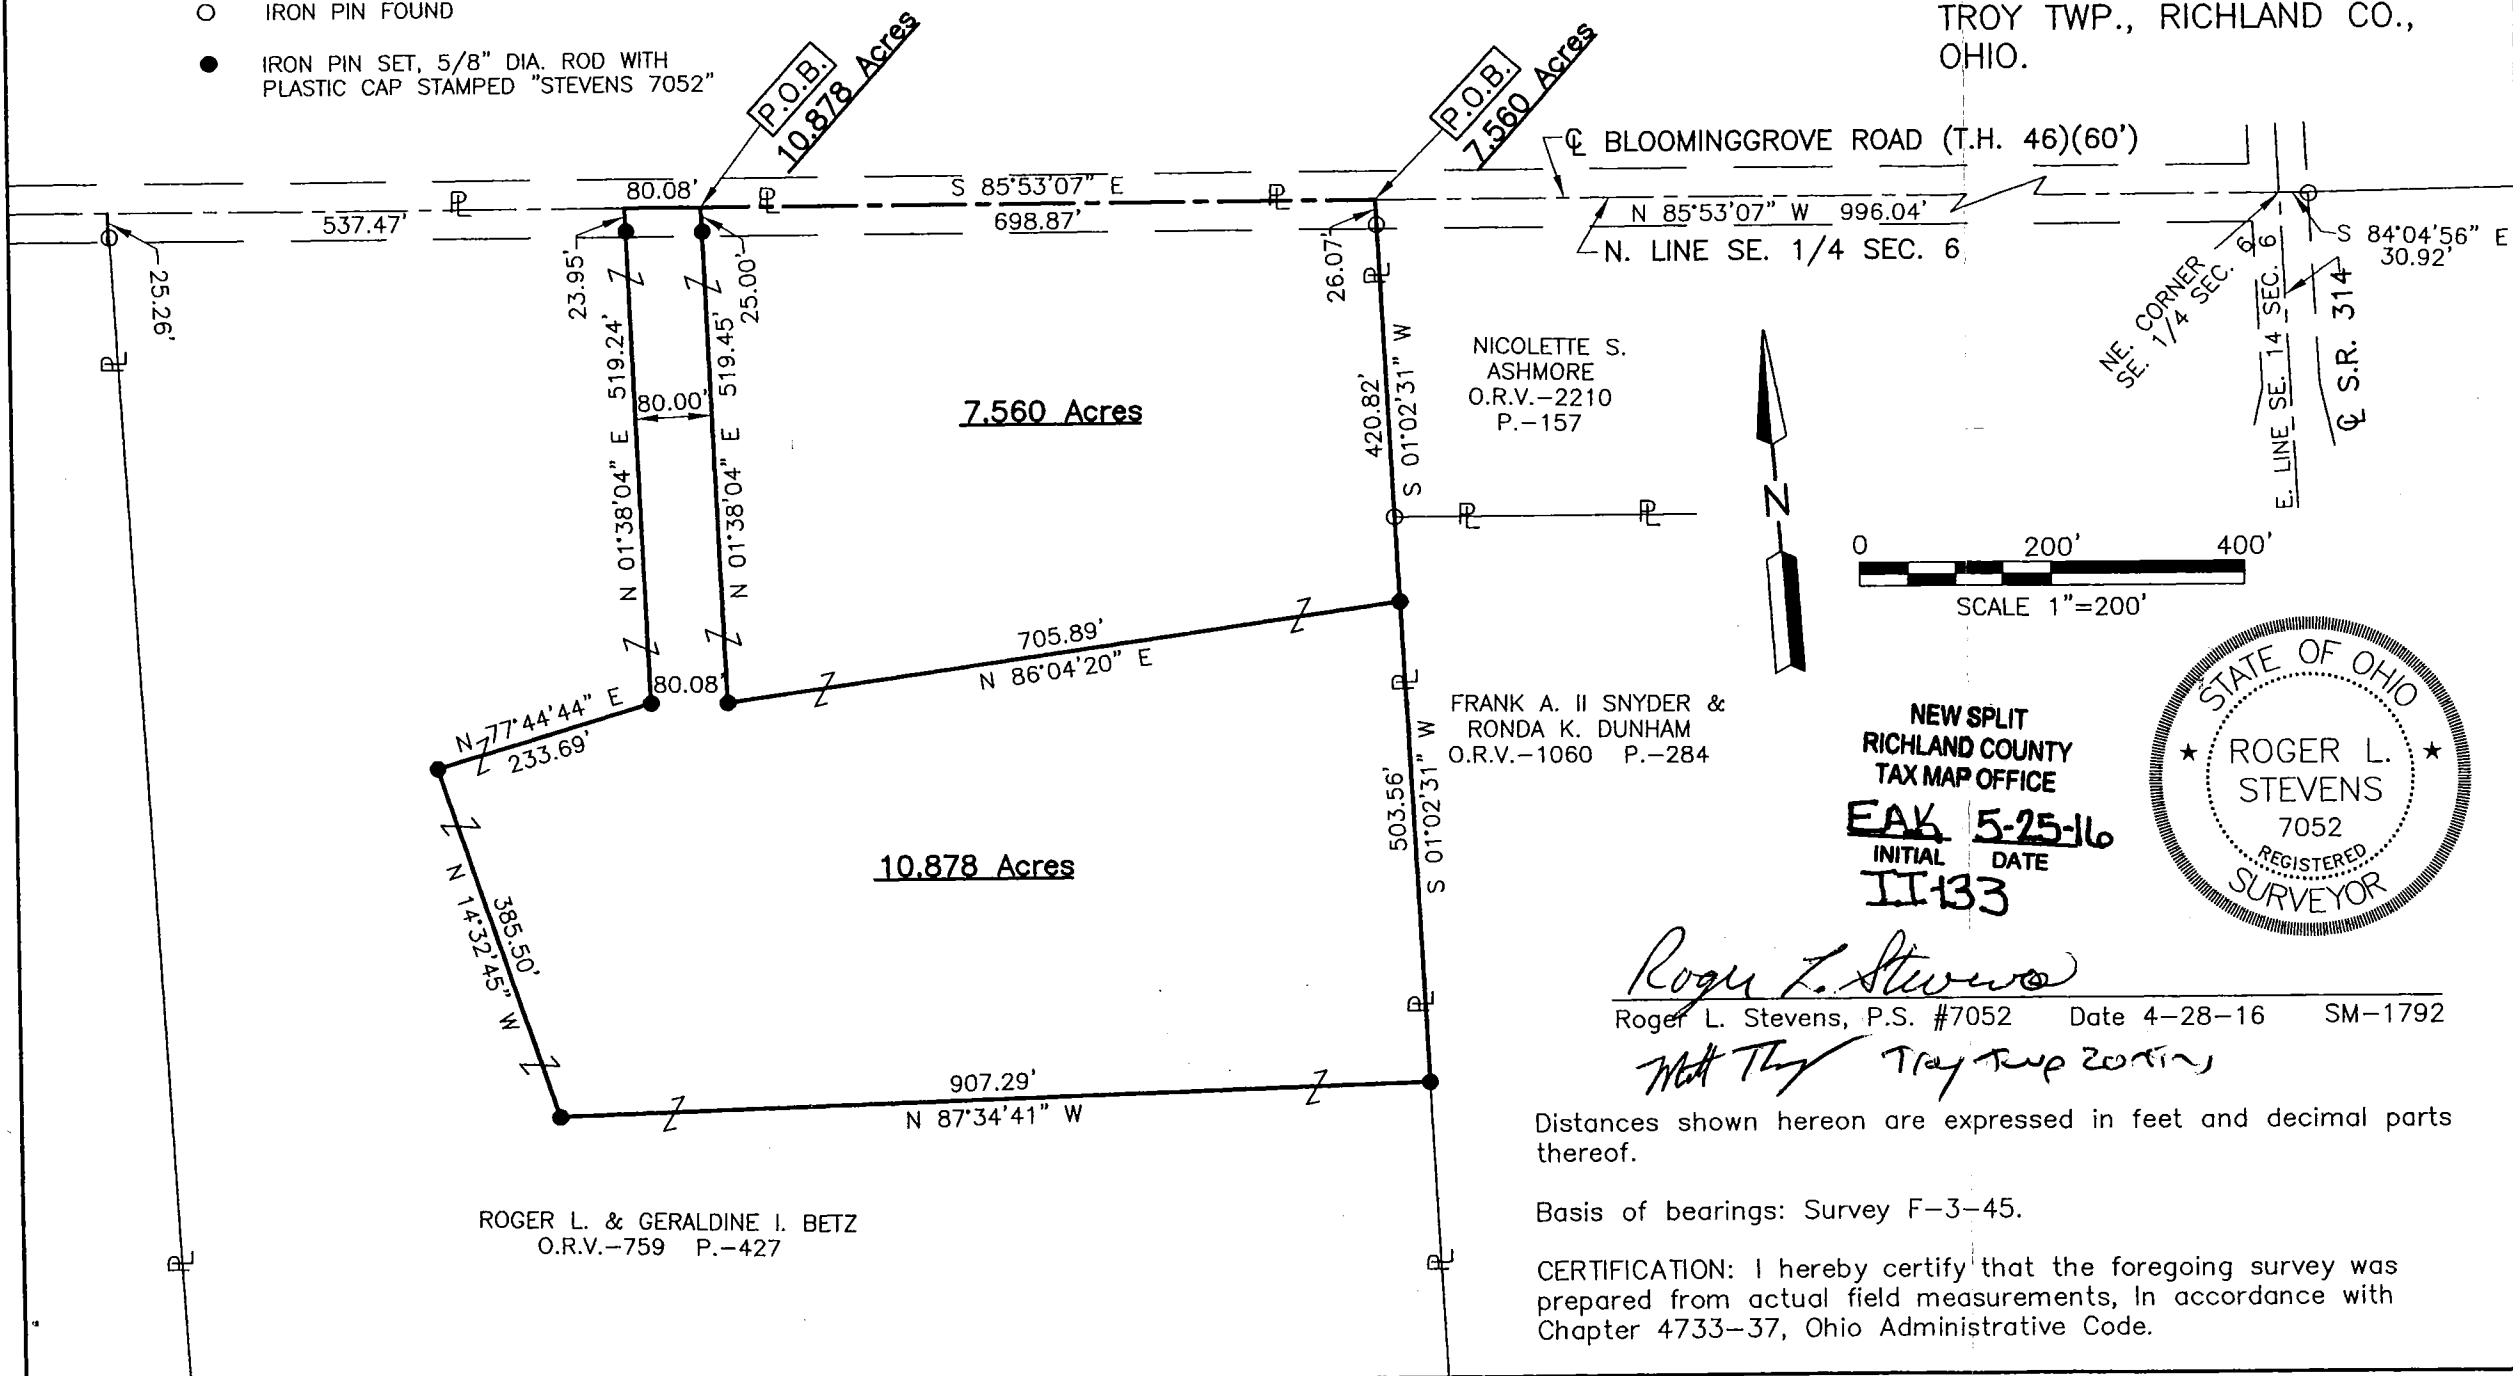 IRON PIN FOUND
IRON PIN SET, 5/8" DIA. ROD WITH
PLASTIC CAP STAMPED "STEVENS 7052"
TROY TWP., RICHLAND CO.,
OHIO.
P.O.B.
10.878 Acres
P.O.B.
7.560 Acres
℄ BLOOMINGGROVE ROAD (T.H. 46)(60')
80.08'
S 85°53'07" E
537.47'
698.87'
N 85°53'07" W 996.04'
N. LINE SE. 1/4 SEC. 6
S 84°04'56" E
30.92'
NE. CORNER
SE. 1/4 SEC. 6
E. LINE SE. 14 SEC. 6
℄ S.R. 314
25.26'
23.95'
25.00'
26.07'
N 01°38'04" E 519.24'
80.00'
N 01°38'04" E 519.45'
7.560 Acres
420.82'
S 01°02'31" W
NICOLETTE S.
ASHMORE
O.R.V.-2210
P.-157
N
0 200' 400'
SCALE 1"=200'
705.89'
N 86°04'20" E
80.08'
N 77°44'44" E
233.69'
FRANK A. II SNYDER &
RONDA K. DUNHAM
O.R.V.-1060 P.-284
503.56'
S 01°02'31" W
10.878 Acres
385.50'
N 14°32'45" W
907.29'
N 87°34'41" W
ROGER L. & GERALDINE I. BETZ
O.R.V.-759 P.-427
NEW SPLIT
RICHLAND COUNTY
TAX MAP OFFICE
EAK 5-25-16
INITIAL DATE
II-133
STATE OF OHIO
ROGER L.
STEVENS
7052
REGISTERED
SURVEYOR
Roger L. Stevens
Roger L. Stevens, P.S. #7052 Date 4-28-16 SM-1792
Troy Twp Zoning
Distances shown hereon are expressed in feet and decimal parts
thereof.
Basis of bearings: Survey F-3-45.
CERTIFICATION: I hereby certify that the foregoing survey was
prepared from actual field measurements, In accordance with
Chapter 4733-37, Ohio Administrative Code.